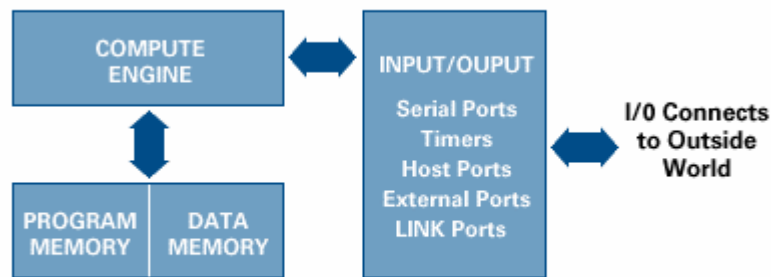 COMPUTE
ENGINE
PROGRAM
MEMORY
DATA
MEMORY
INPUT/OUPUT
Serial Ports
Timers
Host Ports
External Ports
LINK Ports
I/0 Connects
to Outside
World